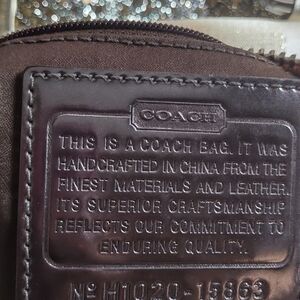 COACH
THIS IS A COACH BAG. IT WAS
HANDCRAFTED IN CHINA FROM THE
FINEST MATERIALS AND LEATHER.
ITS SUPERIOR CRAFTSMANSHIP
REFLECTS OUR COMMITMENT TO
ENDURING QUALITY.
Nº H1020-15863